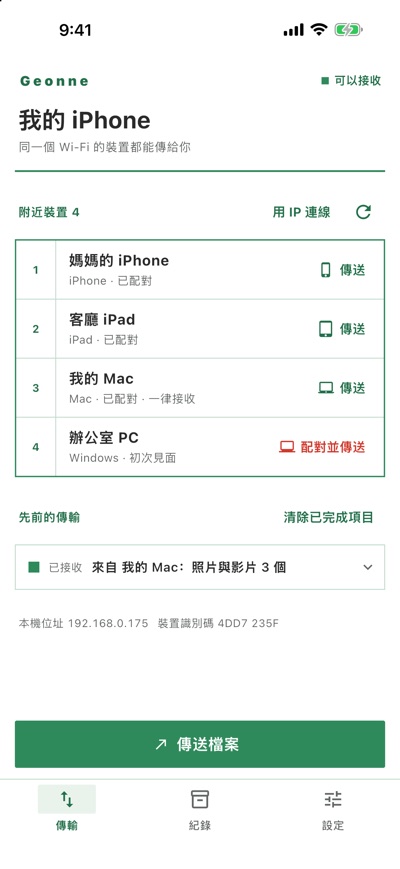 9:41
Geonne
可以接收
我的 iPhone
同一個 Wi-Fi 的裝置都能傳給你
附近裝置 4
用 IP 連線
1
媽媽的 iPhone
iPhone · 已配對
傳送
2
客廳 iPad
iPad · 已配對
傳送
3
我的 Mac
Mac · 已配對 · 一律接收
傳送
4
辦公室 PC
Windows · 初次見面
配對並傳送
先前的傳輸
清除已完成項目
已接收 來自 我的 Mac：照片與影片 3 個
本機位址 192.168.0.175 裝置識別碼 4DD7 235F
傳送檔案
傳輸
紀錄
設定